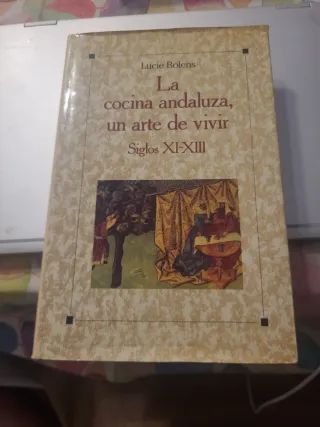 Lucie Bolens
La
cocina andaluza,
un arte de vivir
Siglos XI-XIII